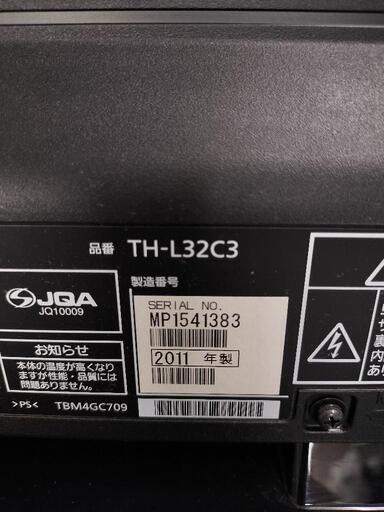 品番 TH-L32C3
製造番号
SERIAL NO.
MP1541383
2011 年製
JQA
JQ10009
お知らせ
本体の温度が高くなり
ますが性能・品質には
問題ありません。
>PS< TBM4GC709